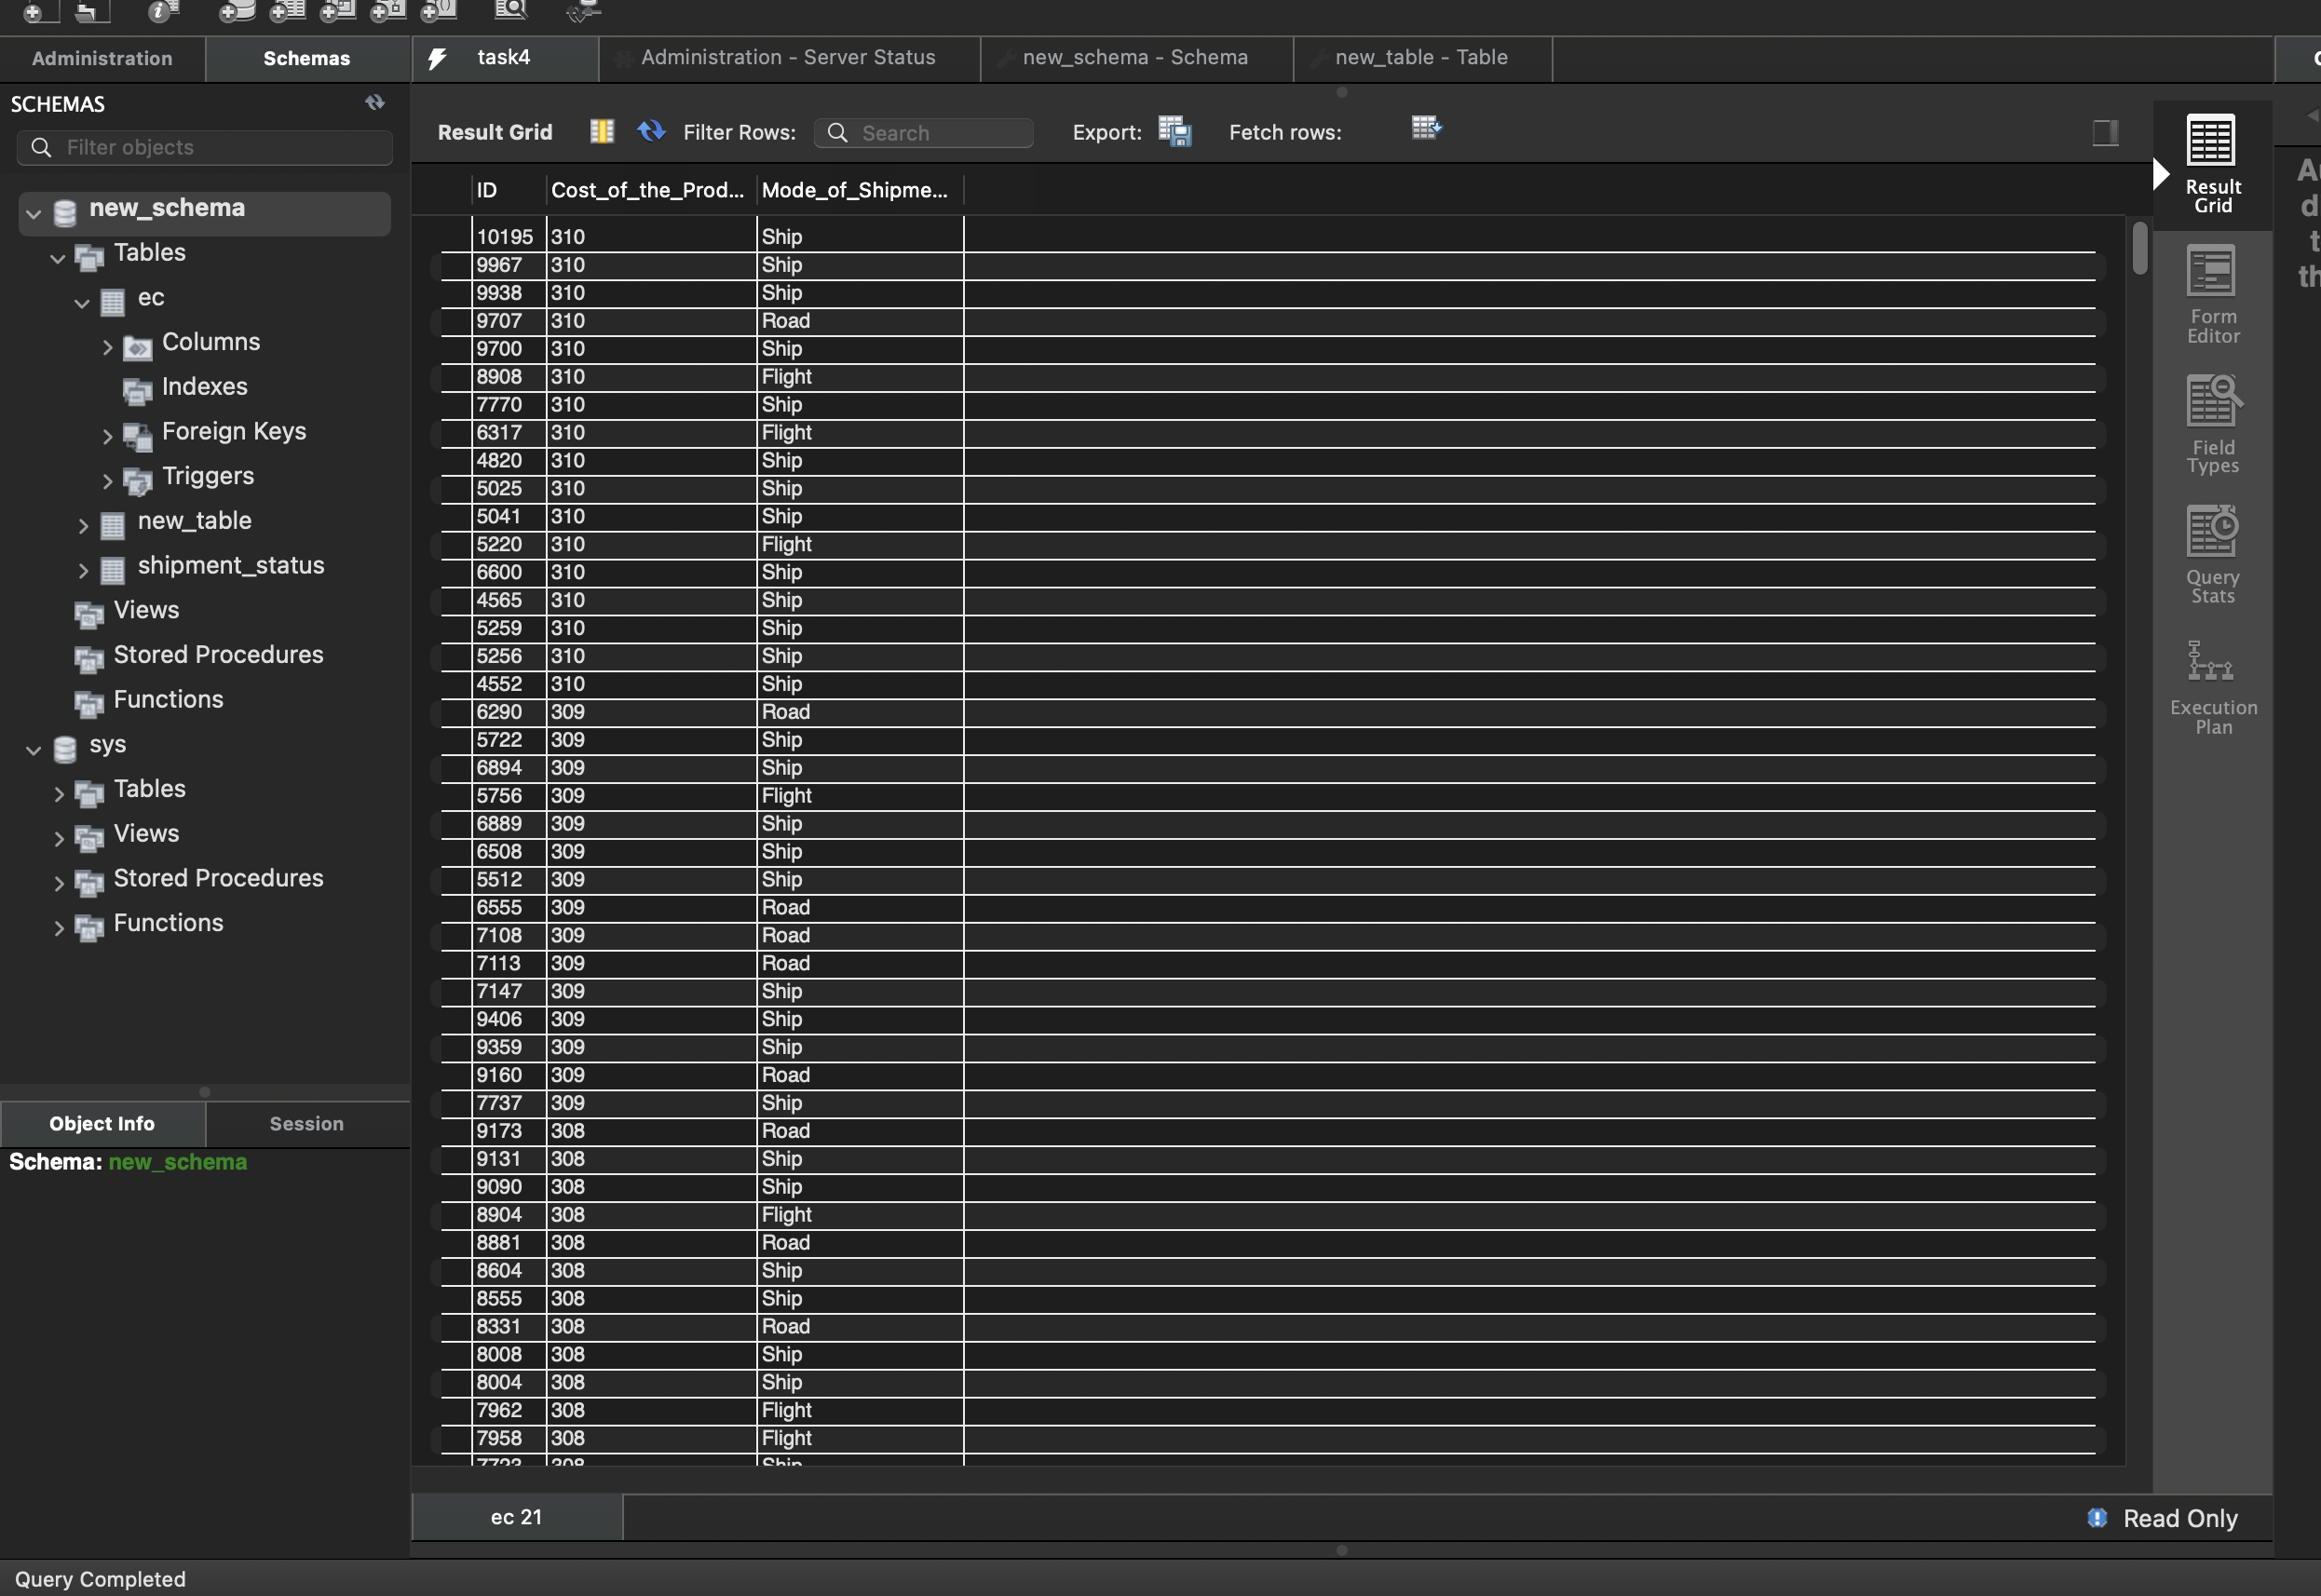 Administration
Schemas
task4
Administration - Server Status
new_schema - Schema
new_table - Table
SCHEMAS
Filter objects
new_schema
Tables
ec
Columns
Indexes
Foreign Keys
Triggers
new_table
shipment_status
Views
Stored Procedures
Functions
sys
Tables
Views
Stored Procedures
Functions
Object Info
Session
Schema: new_schema
Result Grid
Filter Rows:
Search
Export:
Fetch rows:
ID Cost_of_the_Prod... Mode_of_Shipme...
10195 310 Ship
9967 310 Ship
9938 310 Ship
9707 310 Road
9700 310 Ship
8908 310 Flight
7770 310 Ship
6317 310 Flight
4820 310 Ship
5025 310 Ship
5041 310 Ship
5220 310 Flight
6600 310 Ship
4565 310 Ship
5259 310 Ship
5256 310 Ship
4552 310 Ship
6290 309 Road
5722 309 Ship
6894 309 Ship
5756 309 Flight
6889 309 Ship
6508 309 Ship
5512 309 Ship
6555 309 Road
7108 309 Road
7113 309 Road
7147 309 Ship
9406 309 Ship
9359 309 Ship
9160 309 Road
7737 309 Ship
9173 308 Road
9131 308 Ship
9090 308 Ship
8904 308 Flight
8881 308 Road
8604 308 Ship
8555 308 Ship
8331 308 Road
8008 308 Ship
8004 308 Ship
7962 308 Flight
7958 308 Flight
308 Ship
Result
Grid
Form
Editor
Field
Types
Query
Stats
Execution
Plan
ec 21
Read Only
Query Completed